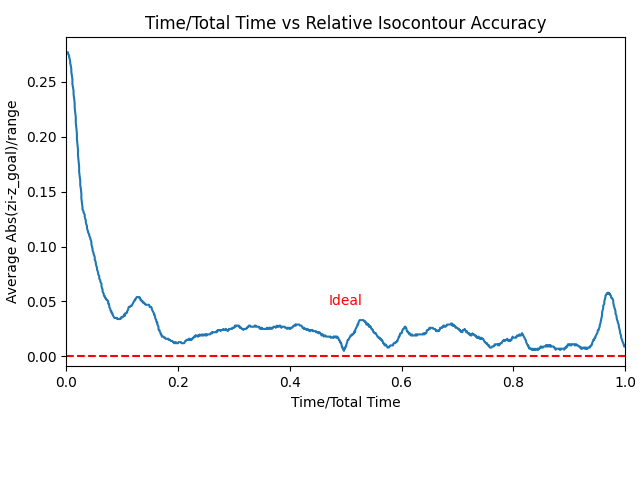 Time/Total Time vs Relative Isocontour Accuracy
Average Abs(zi-z_goal)/range
0.25
0.20
0.15
0.10
0.05
0.00
Ideal
0.0 0.2 0.4 0.6 0.8 1.0
Time/Total Time